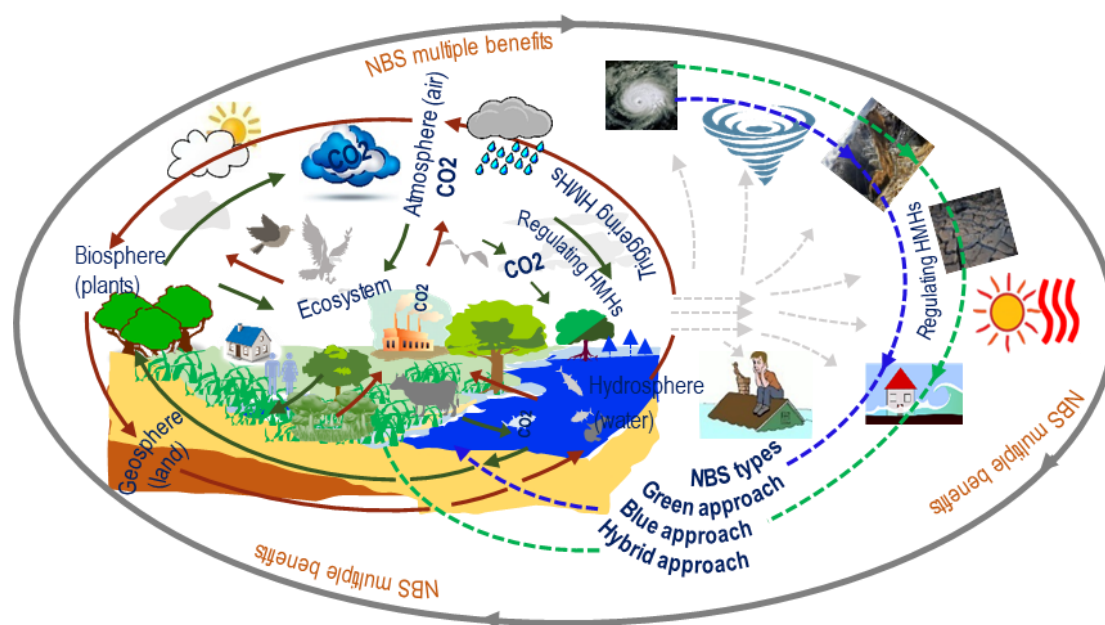 NBS multiple benefits
Atmosphere (air)
CO2
CO2
Triggering HMHs
Regulating HMHs
CO2
Biosphere
(plants)
Ecosystem
CO2
Regulating HMHs
Hydrosphere
(water)
CO2
Geosphere
(land)
NBS types
Green approach
Blue approach
Hybrid approach
NBS multiple benefits
NBS multiple benefits